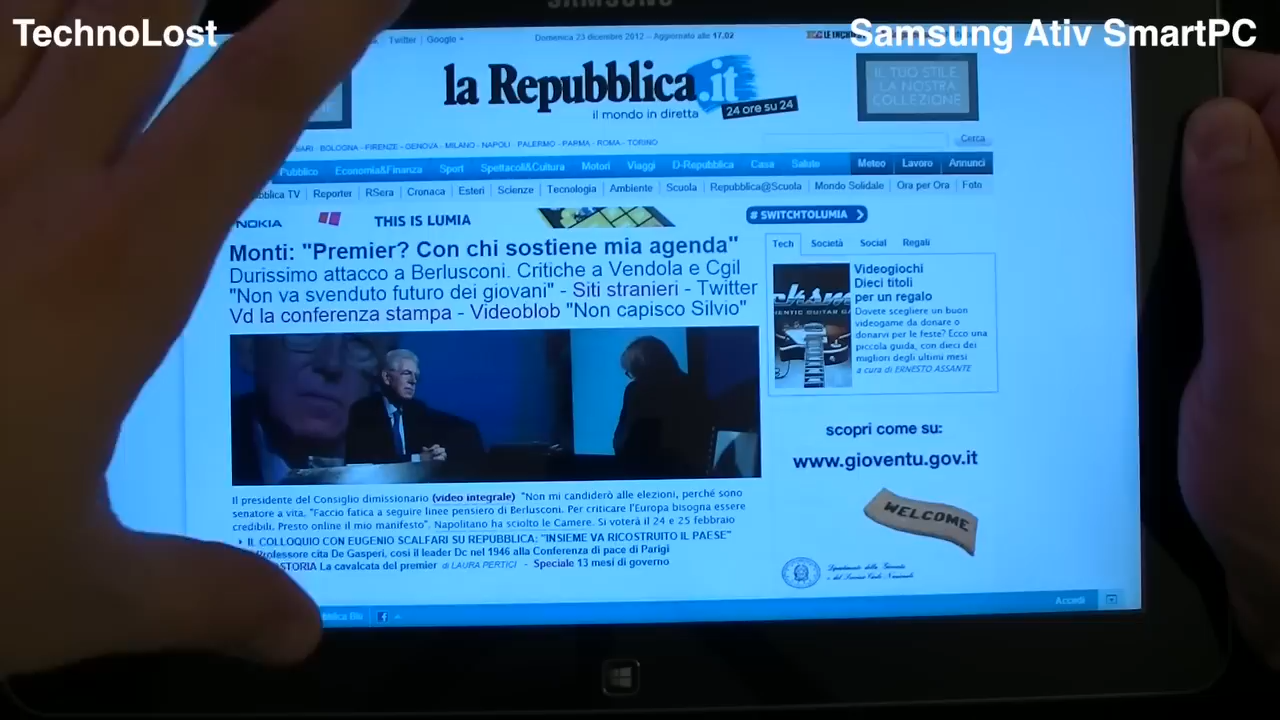 SAMSUNG
TechnoLost
Samsung Ativ SmartPC
Twitter | Google
Domenica 23 dicembre 2012 – Aggiornato alle 17.02
la Repubblica.it
il mondo in diretta
24 ore su 24
IL TUO STILE
LA NOSTRA
COLLEZIONE
BARI - BOLOGNA - FIRENZE - GENOVA - MILANO - NAPOLI - PALERMO - PARMA - ROMA - TORINO
Cerca
Pubblico Economia&Finanza Sport Spettacoli&Cultura Motori Viaggi D-Repubblica Casa Salute Meteo Lavoro Annunci
bblica TV | Reporter | RSera | Cronaca | Esteri | Scienze | Tecnologia | Ambiente | Scuola | Repubblica@Scuola | Mondo Solidale | Ora per Ora | Foto
NOKIA THIS IS LUMIA #SWITCHTOLUMIA
Monti: "Premier? Con chi sostiene mia agenda"
Durissimo attacco a Berlusconi. Critiche a Vendola e Cgil
"Non va svenduto futuro dei giovani" - Siti stranieri - Twitter
Vd la conferenza stampa - Videoblob "Non capisco Silvio"
Il presidente del Consiglio dimissionario (video integrale) "Non mi candiderò alle elezioni, perché sono
senatore a vita. "Faccio fatica a seguire linee pensiero di Berlusconi. Per criticare l'Europa bisogna essere
credibili. Presto online il mio manifesto". Napolitano ha sciolto le Camere. Si voterà il 24 e 25 febbraio
IL COLLOQUIO CON EUGENIO SCALFARI SU REPUBBLICA: "INSIEME VA RICOSTRUITO IL PAESE"
Professore cita De Gasperi, così il leader Dc nel 1946 alla Conferenza di pace di Parigi
STORIA La cavalcata del premier di LAURA PERTICI - Speciale 13 mesi di governo
Tech Società Social Regali
Videogiochi
Dieci titoli
per un regalo
Dovete scegliere un buon
videogame da donare o
donarvi per le feste? Ecco una
piccola guida, con dieci dei
migliori degli ultimi mesi
a cura di ERNESTO ASSANTE
scopri come su:
www.gioventu.gov.it
WELCOME
Dipartimento della Gioventù
e del Servizio Civile Nazionale
Accedi